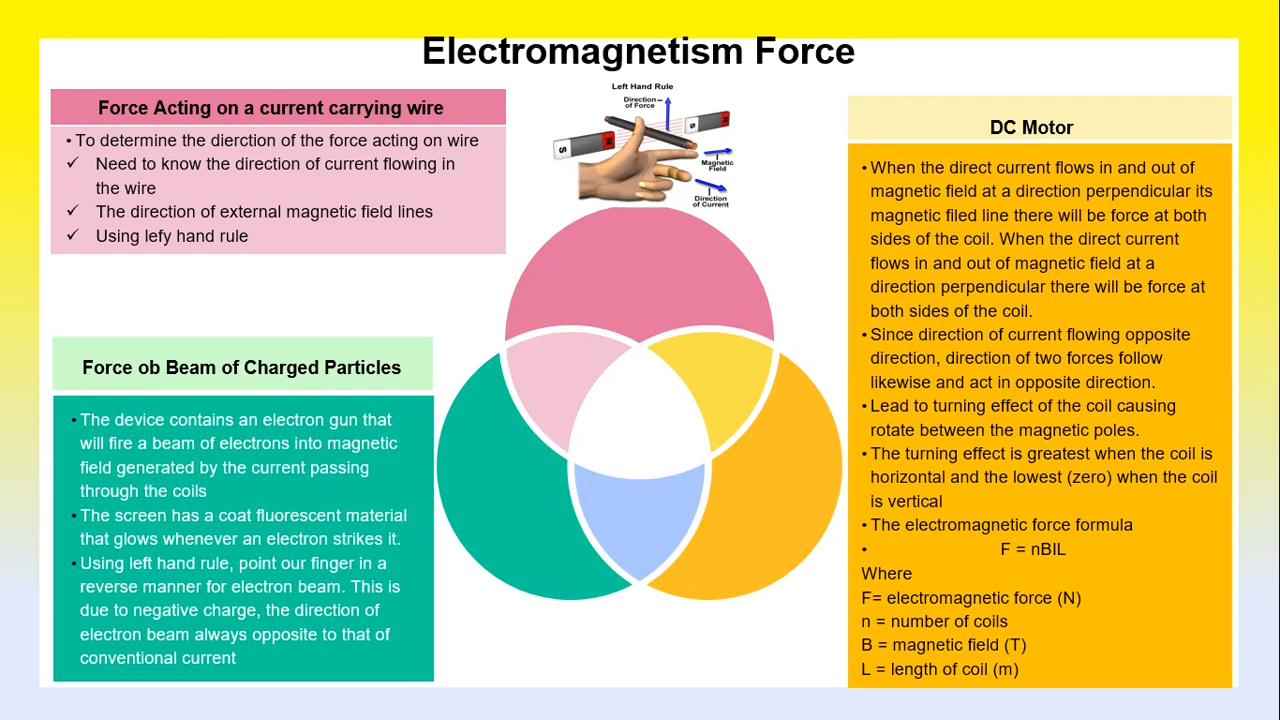 Electromagnetism Force
Force Acting on a current carrying wire
• To determine the dierction of the force acting on wire
✓ Need to know the direction of current flowing in
the wire
✓ The direction of external magnetic field lines
✓ Using lefy hand rule
Left Hand Rule
Direction
of Force
S
N
S
N
Magnetic
Field
Direction
of Current
Force ob Beam of Charged Particles
• The device contains an electron gun that
will fire a beam of electrons into magnetic
field generated by the current passing
through the coils
• The screen has a coat fluorescent material
that glows whenever an electron strikes it.
• Using left hand rule, point our finger in a
reverse manner for electron beam. This is
due to negative charge, the direction of
electron beam always opposite to that of
conventional current
DC Motor
• When the direct current flows in and out of
magnetic field at a direction perpendicular its
magnetic filed line there will be force at both
sides of the coil. When the direct current
flows in and out of magnetic field at a
direction perpendicular there will be force at
both sides of the coil.
• Since direction of current flowing opposite
direction, direction of two forces follow
likewise and act in opposite direction.
• Lead to turning effect of the coil causing
rotate between the magnetic poles.
• The turning effect is greatest when the coil is
horizontal and the lowest (zero) when the coil
is vertical
• The electromagnetic force formula
• F = nBIL
Where
F= electromagnetic force (N)
n = number of coils
B = magnetic field (T)
L = length of coil (m)